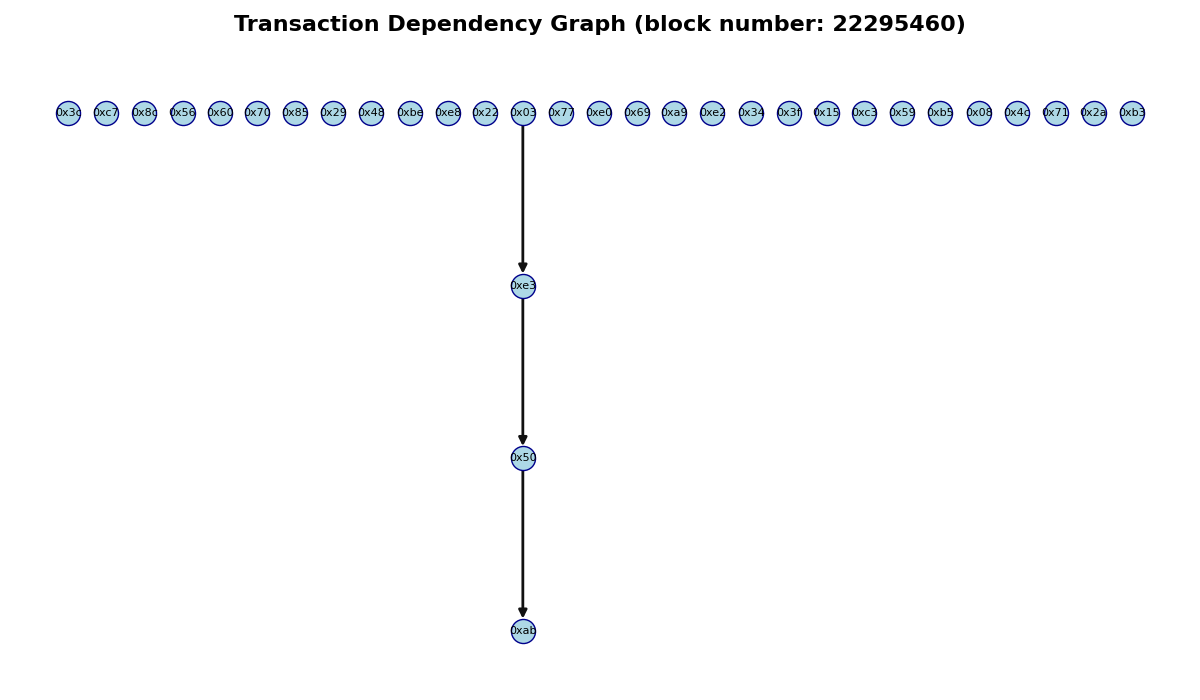 Transaction Dependency Graph (block number: 22295460)
0x3c 0xc7 0x8c 0x56 0x60 0x70 0x85 0x29 0x48 0xbe 0xe8 0x22 0x03 0x77 0xe0 0x69 0xa9 0xe2 0x34 0x3f 0x15 0xc3 0x59 0xb5 0x08 0x4c 0x71 0x2a 0xb3
0xe3
0x50
0xab